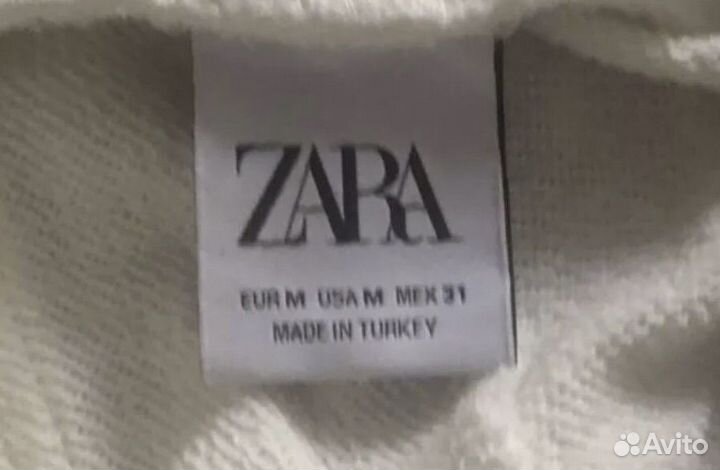 ZARA
EUR M USA M MEX 31
MADE IN TURKEY
Avito